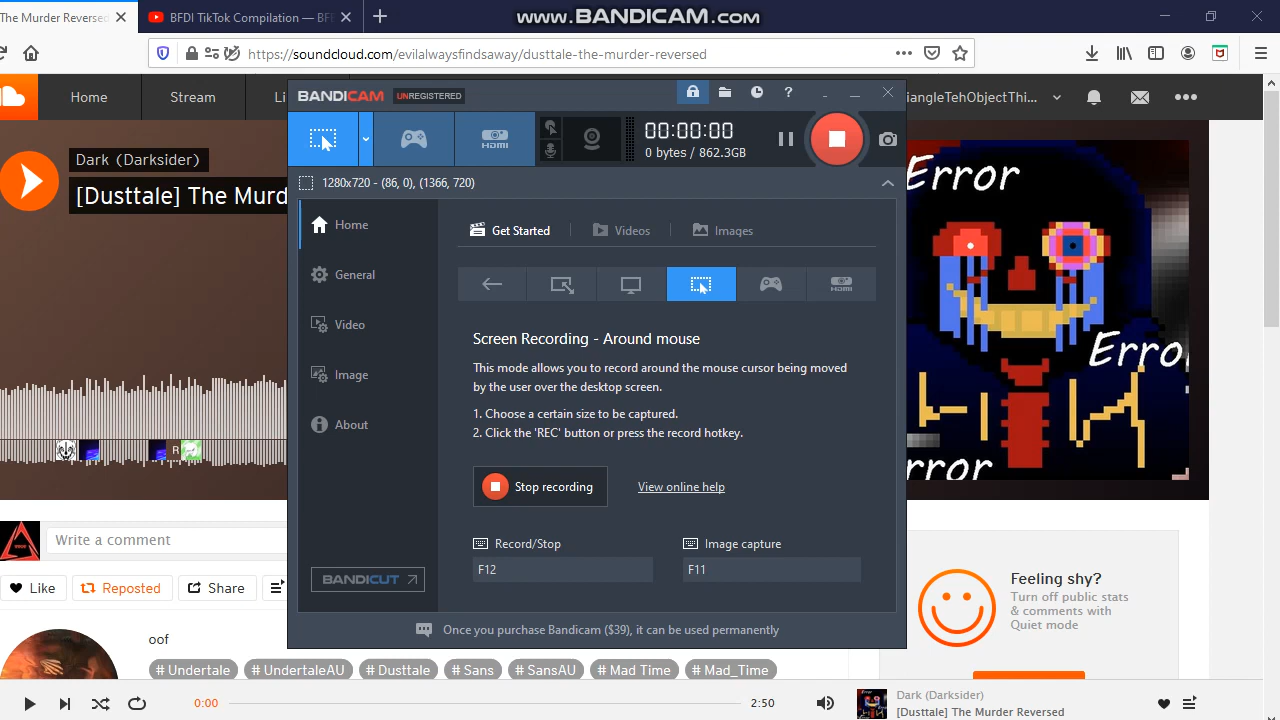 The Murder Reversed
BFDI TikTok Compilation — BF
www.BANDICAM.com
https://soundcloud.com/evilalwaysfindsaway/dusttale-the-murder-reversed
Home
Stream
Li
iangleTehObjectThi...
BANDICAM
UNREGISTERED
?
HDMI
00:00:00
0 bytes / 862.3GB
1280x720 - (86, 0), (1366, 720)
Dark (Darksider)
[Dusttale] The Murd
Home
General
Video
Image
About
BANDICUT
Get Started
Videos
Images
HDMI
Screen Recording - Around mouse
This mode allows you to record around the mouse cursor being moved
by the user over the desktop screen.
1. Choose a certain size to be captured.
2. Click the 'REC' button or press the record hotkey.
Stop recording
View online help
Record/Stop
Image capture
F12
F11
Once you purchase Bandicam ($39), it can be used permanently
Error
Error
error
R
Write a comment
Like
Reposted
Share
oof
# Undertale
# UndertaleAU
# Dusttale
# Sans
# SansAU
# Mad Time
# Mad_Time
Feeling shy?
Turn off public stats
& comments with
Quiet mode
0:00
2:50
Dark (Darksider)
[Dusttale] The Murder Reversed